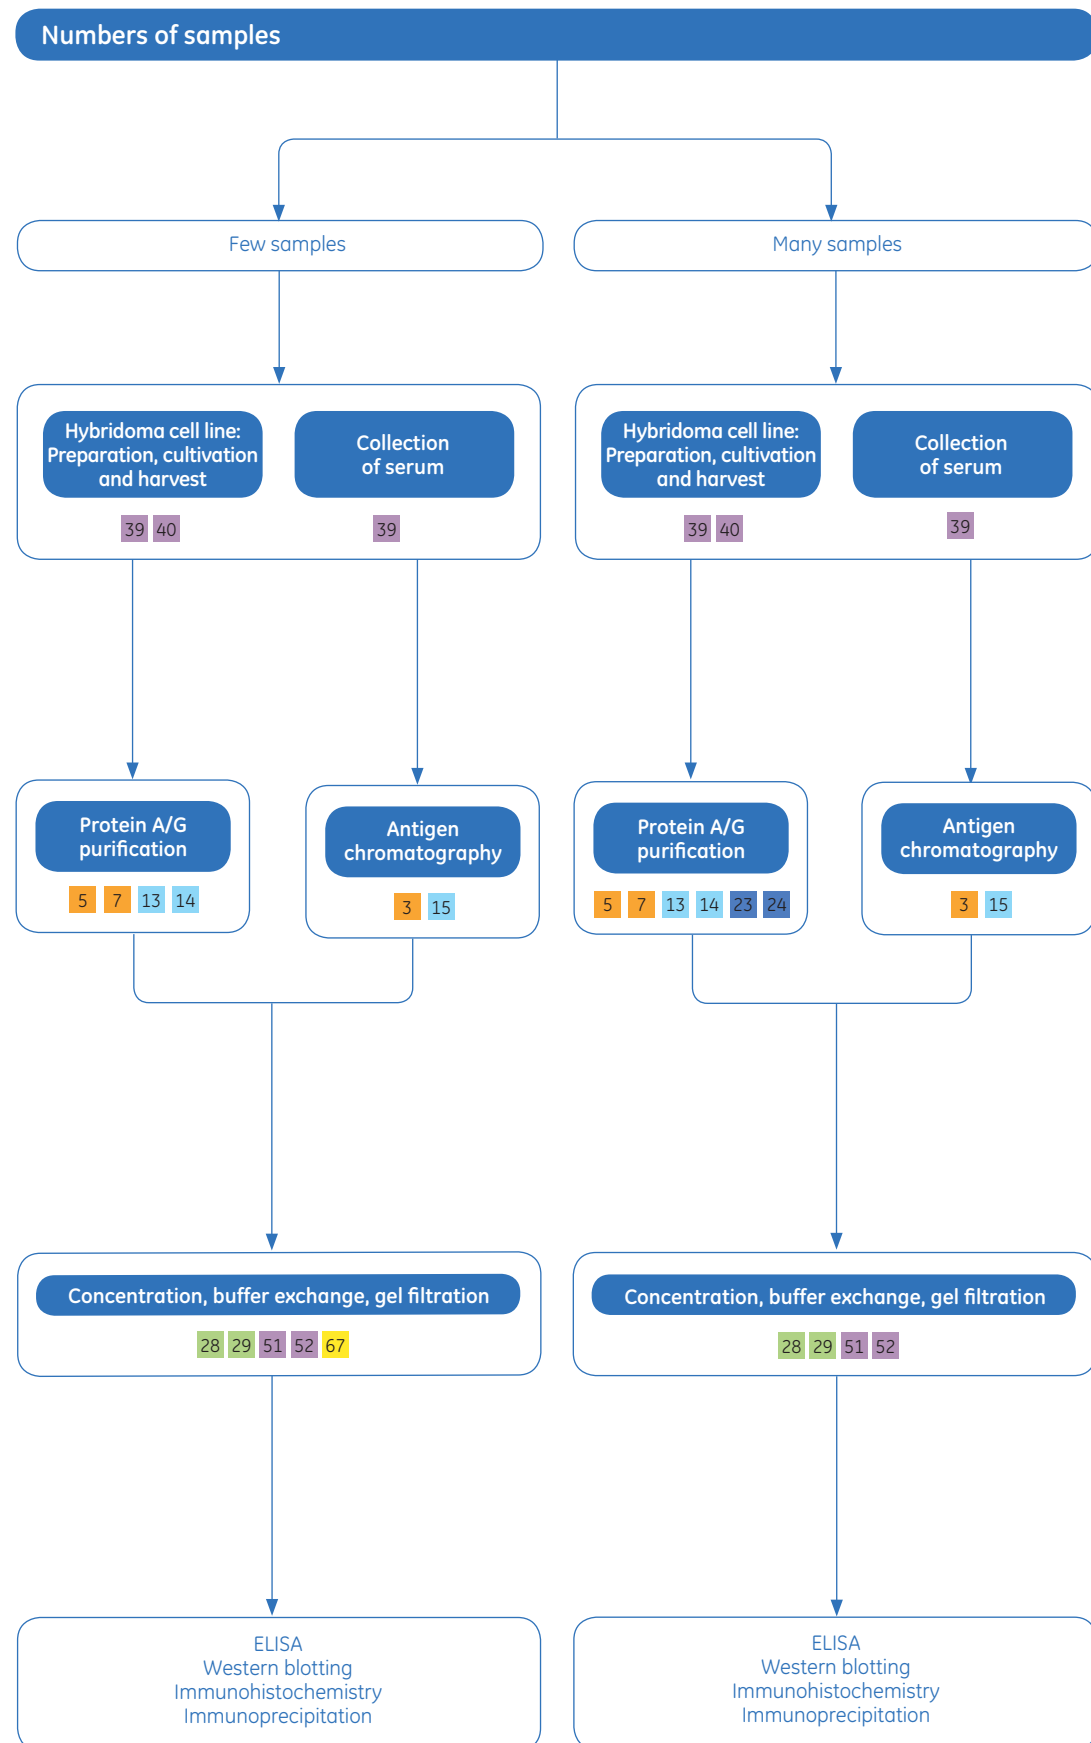 Numbers of samples
Few samples
Many samples
Hybridoma cell line:
Preparation, cultivation
and harvest
Collection
of serum
39 40
39
Hybridoma cell line:
Preparation, cultivation
and harvest
Collection
of serum
39 40
39
Protein A/G
purification
5 7 13 14
Antigen
chromatography
3 15
Protein A/G
purification
5 7 13 14 23 24
Antigen
chromatography
3 15
Concentration, buffer exchange, gel filtration
28 29 51 52 67
Concentration, buffer exchange, gel filtration
28 29 51 52
ELISA
Western blotting
Immunohistochemistry
Immunoprecipitation
ELISA
Western blotting
Immunohistochemistry
Immunoprecipitation